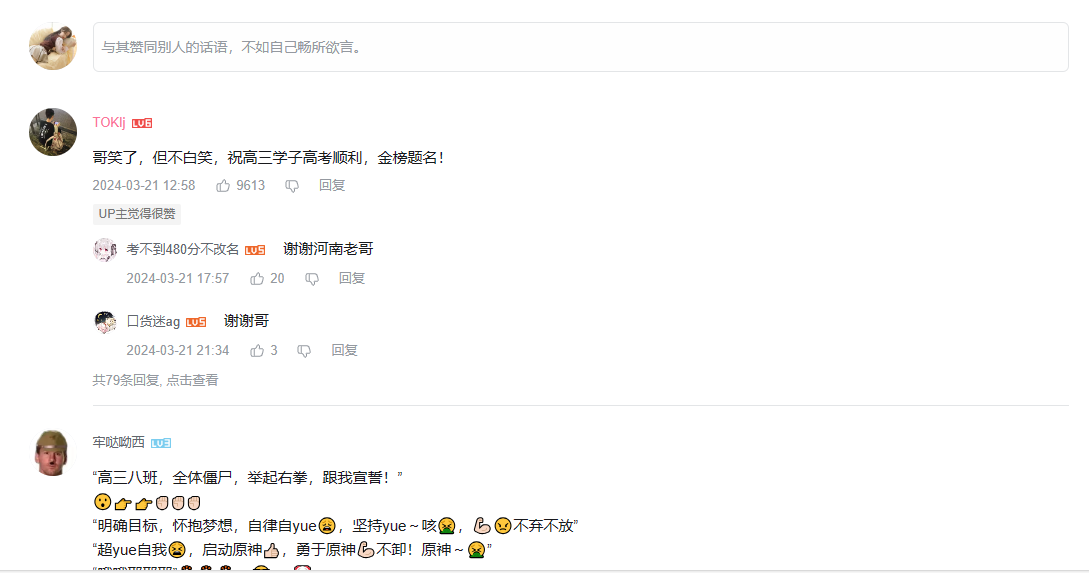 与其赞同别人的话语，不如自己畅所欲言。
TOKlj LV6
哥笑了，但不白笑，祝高三学子高考顺利，金榜题名！
2024-03-21 12:58 9613 回复
UP主觉得很赞
考不到480分不改名 LV5 谢谢河南老哥
2024-03-21 17:57 20 回复
口货迷ag LV5 谢谢哥
2024-03-21 21:34 3 回复
共79条回复, 点击查看
牢哒呦西 LV3
“高三八班，全体僵尸，举起右拳，跟我宣誓！”
😮👉👉✊🏻✊🏻✊🏻
“明确目标，怀抱梦想，自律自yue😩，坚持yue～咳🤮，💪🏻😠不弃不放”
“超yue自我😫，启动原神👍🏻，勇于原神💪🏻不卸！原神～🤮”